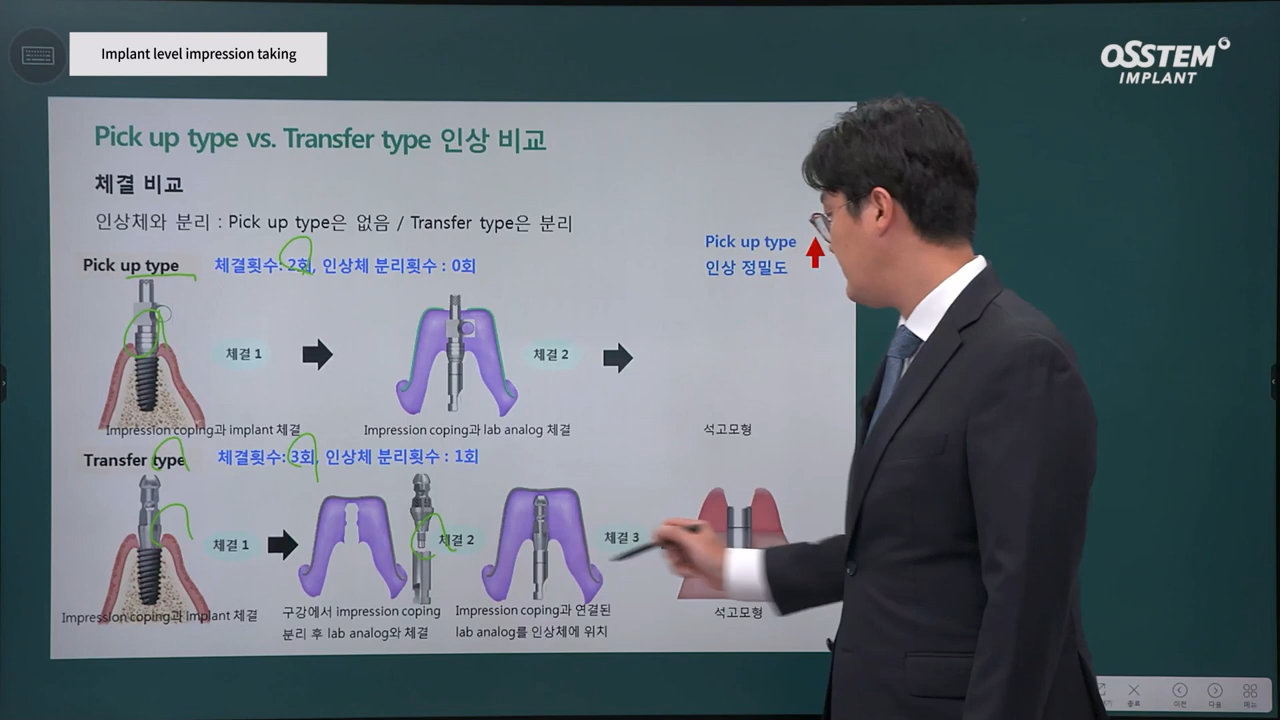 Implant level impression taking
OSSTEM
IMPLANT
Pick up type vs. Transfer type 인상 비교
체결 비교
인상체와 분리 : Pick up type은 없음 / Transfer type은 분리
Pick up type
인상 정밀도
Pick up type 체결횟수: 2회, 인상체 분리횟수 : 0회
체결 1
체결 2
Impression coping과 implant 체결
Impression coping과 lab analog 체결
석고모형
Transfer type 체결횟수: 3회, 인상체 분리횟수 : 1회
체결 1
체결 2
체결 3
Impression coping과 implant 체결
구강에서 impression coping
분리 후 lab analog와 체결
Impression coping과 연결된
lab analog를 인상체에 위치
석고모형
종료
이전
다음
메뉴